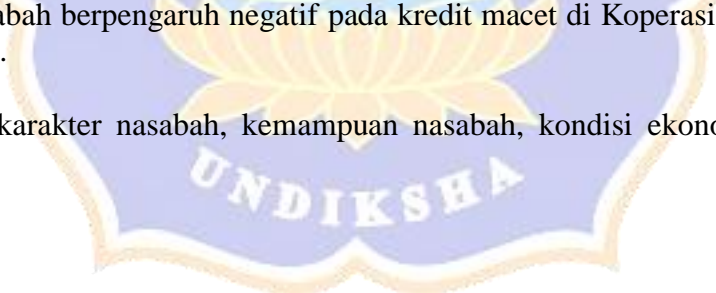 abah berpengaruh negatif pada kredit macet di Koperasi
.
karakter nasabah, kemampuan nasabah, kondisi ekono
UNDIKSHA